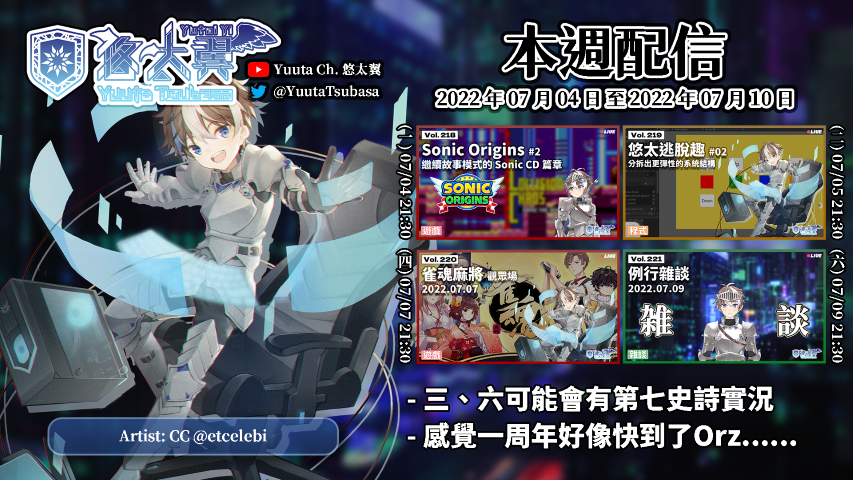 Yuutai Yi
悠太翼
Yuuta Tsubasa
Yuuta Ch. 悠太翼
@YuutaTsubasa
本週配信
2022年07月04日至2022年07月10日
(一) 07/04 21:30
Vol. 218
LIVE
Sonic Origins #2
繼續故事模式的 Sonic CD 篇章
SONIC
ORIGINS
遊戲
Vol. 219
LIVE
悠太逃脫趣 #02
分拆出更彈性的系統結構
Down
程式
(二) 07/05 21:30
(四) 07/07 21:30
Vol. 220
LIVE
雀魂麻將 觀眾場
2022.07.07
遊戲
Vol. 221
LIVE
例行雜談
2022.07.09
雜 談
雜談
(六) 07/09 21:30
- 三、六可能會有第七史詩實況
- 感覺一周年好像快到了Orz......
Artist: CC @etcelebi